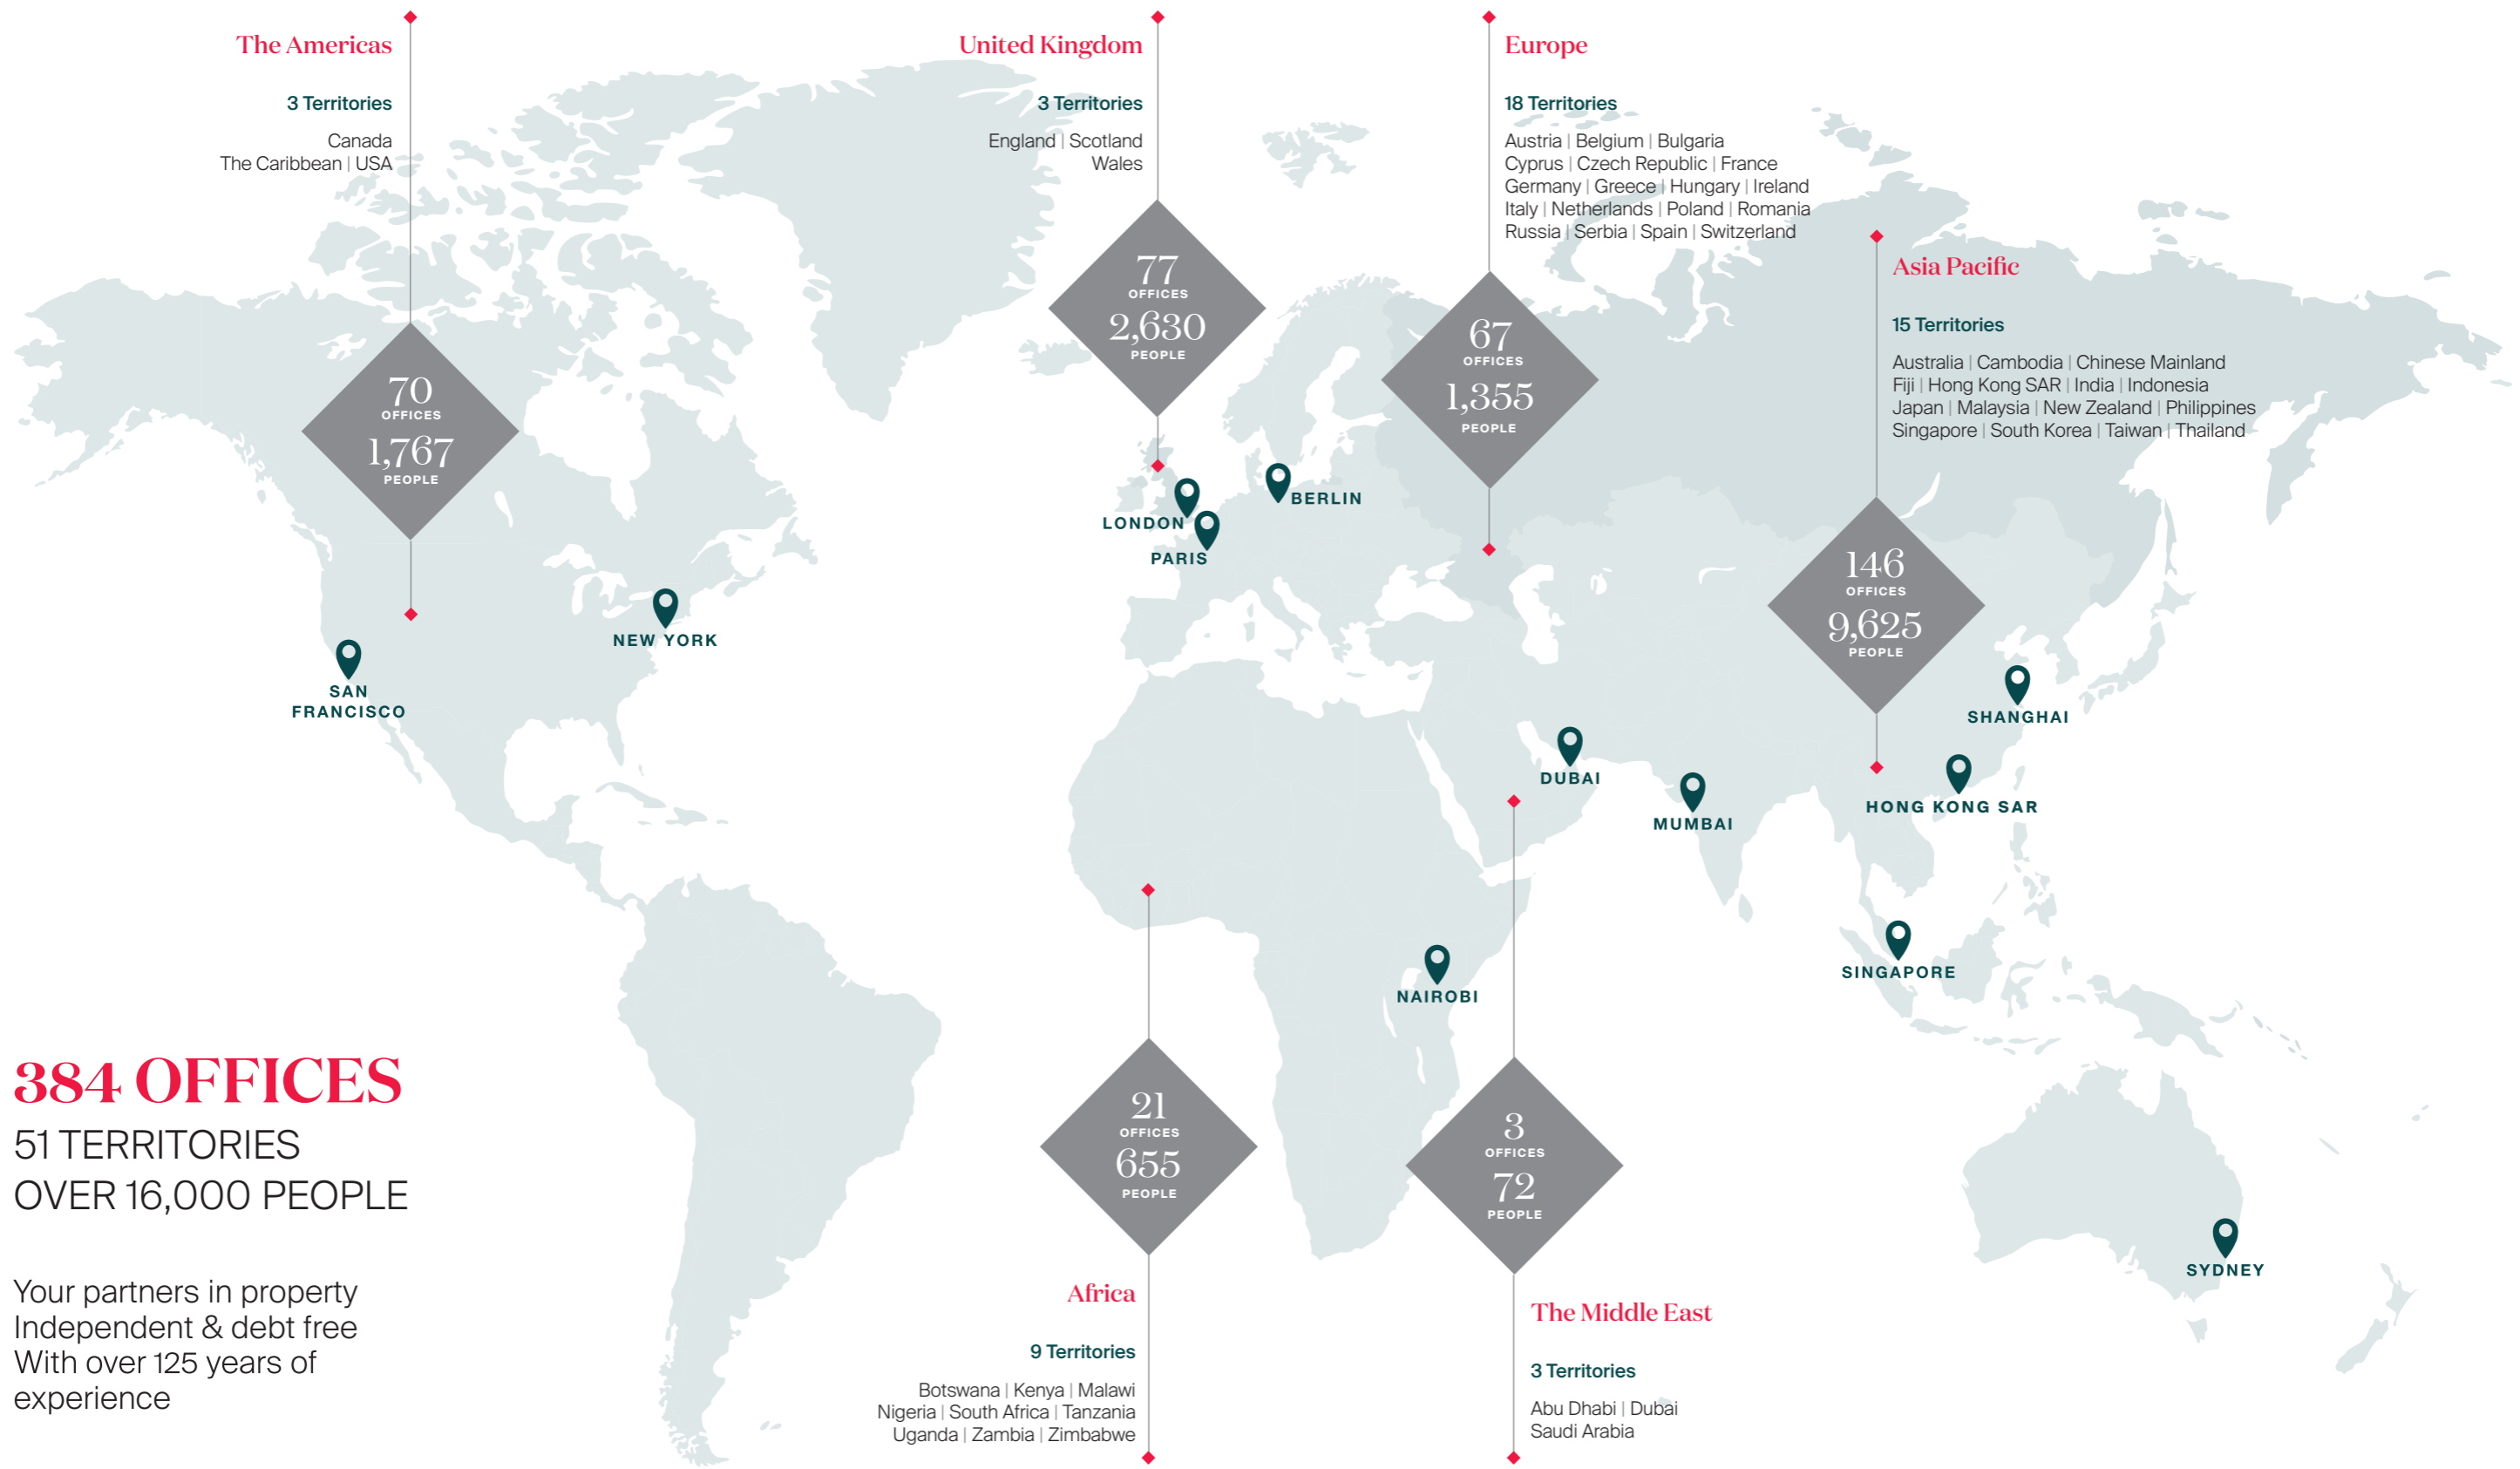 The Americas
3 Territories
Canada
The Caribbean | USA
70
OFFICES
1,767
PEOPLE
United Kingdom
3 Territories
England | Scotland
Wales
77
OFFICES
2,630
PEOPLE
Europe
18 Territories
Austria | Belgium | Bulgaria
Cyprus | Czech Republic | France
Germany | Greece | Hungary | Ireland
Italy | Netherlands | Poland | Romania
Russia | Serbia | Spain | Switzerland
67
OFFICES
1,355
PEOPLE
Asia Pacific
15 Territories
Australia | Cambodia | Chinese Mainland
Fiji | Hong Kong SAR | India | Indonesia
Japan | Malaysia | New Zealand | Philippines
Singapore | South Korea | Taiwan | Thailand
146
OFFICES
9,625
PEOPLE
BERLIN
LONDON
PARIS
NEW YORK
SAN
FRANCISCO
SHANGHAI
DUBAI
HONG KONG SAR
MUMBAI
SINGAPORE
NAIROBI
SYDNEY
384 OFFICES
51 TERRITORIES
OVER 16,000 PEOPLE
Your partners in property
Independent & debt free
With over 125 years of
experience
21
OFFICES
655
PEOPLE
Africa
9 Territories
Botswana | Kenya | Malawi
Nigeria | South Africa | Tanzania
Uganda | Zambia | Zimbabwe
3
OFFICES
72
PEOPLE
The Middle East
3 Territories
Abu Dhabi | Dubai
Saudi Arabia